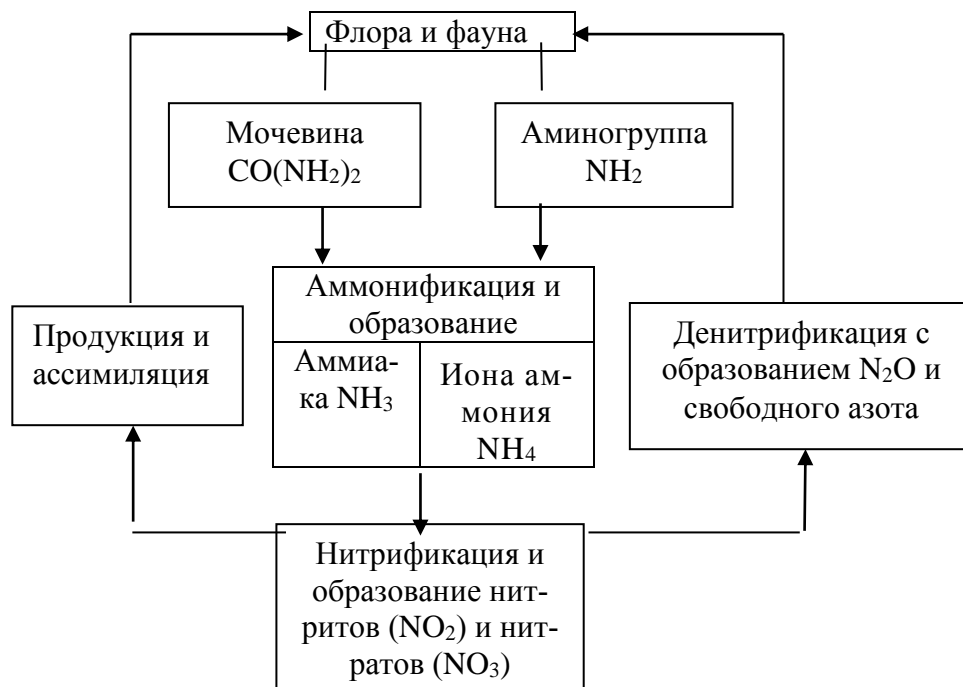 Флора и фауна
Мочевина
CO(NH₂)₂
Аминогруппа
NH₂
Аммонификация и
образование
Аммиа-
ка NH₃
Иона ам-
мония
NH₄
Продукция и
ассимиляция
Денитрификация с
образованием N₂O и
свободного азота
Нитрификация и
образование нит-
ритов (NO₂) и нит-
ратов (NO₃)